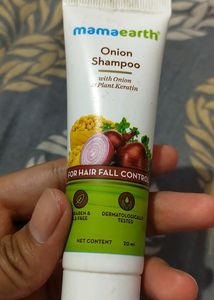 mamaearth
Onion
Shampoo
with Onion
& Plant Keratin
FOR HAIR FALL CONTROL
DERMATOLOGICALLY
TESTED
NET CONTENT